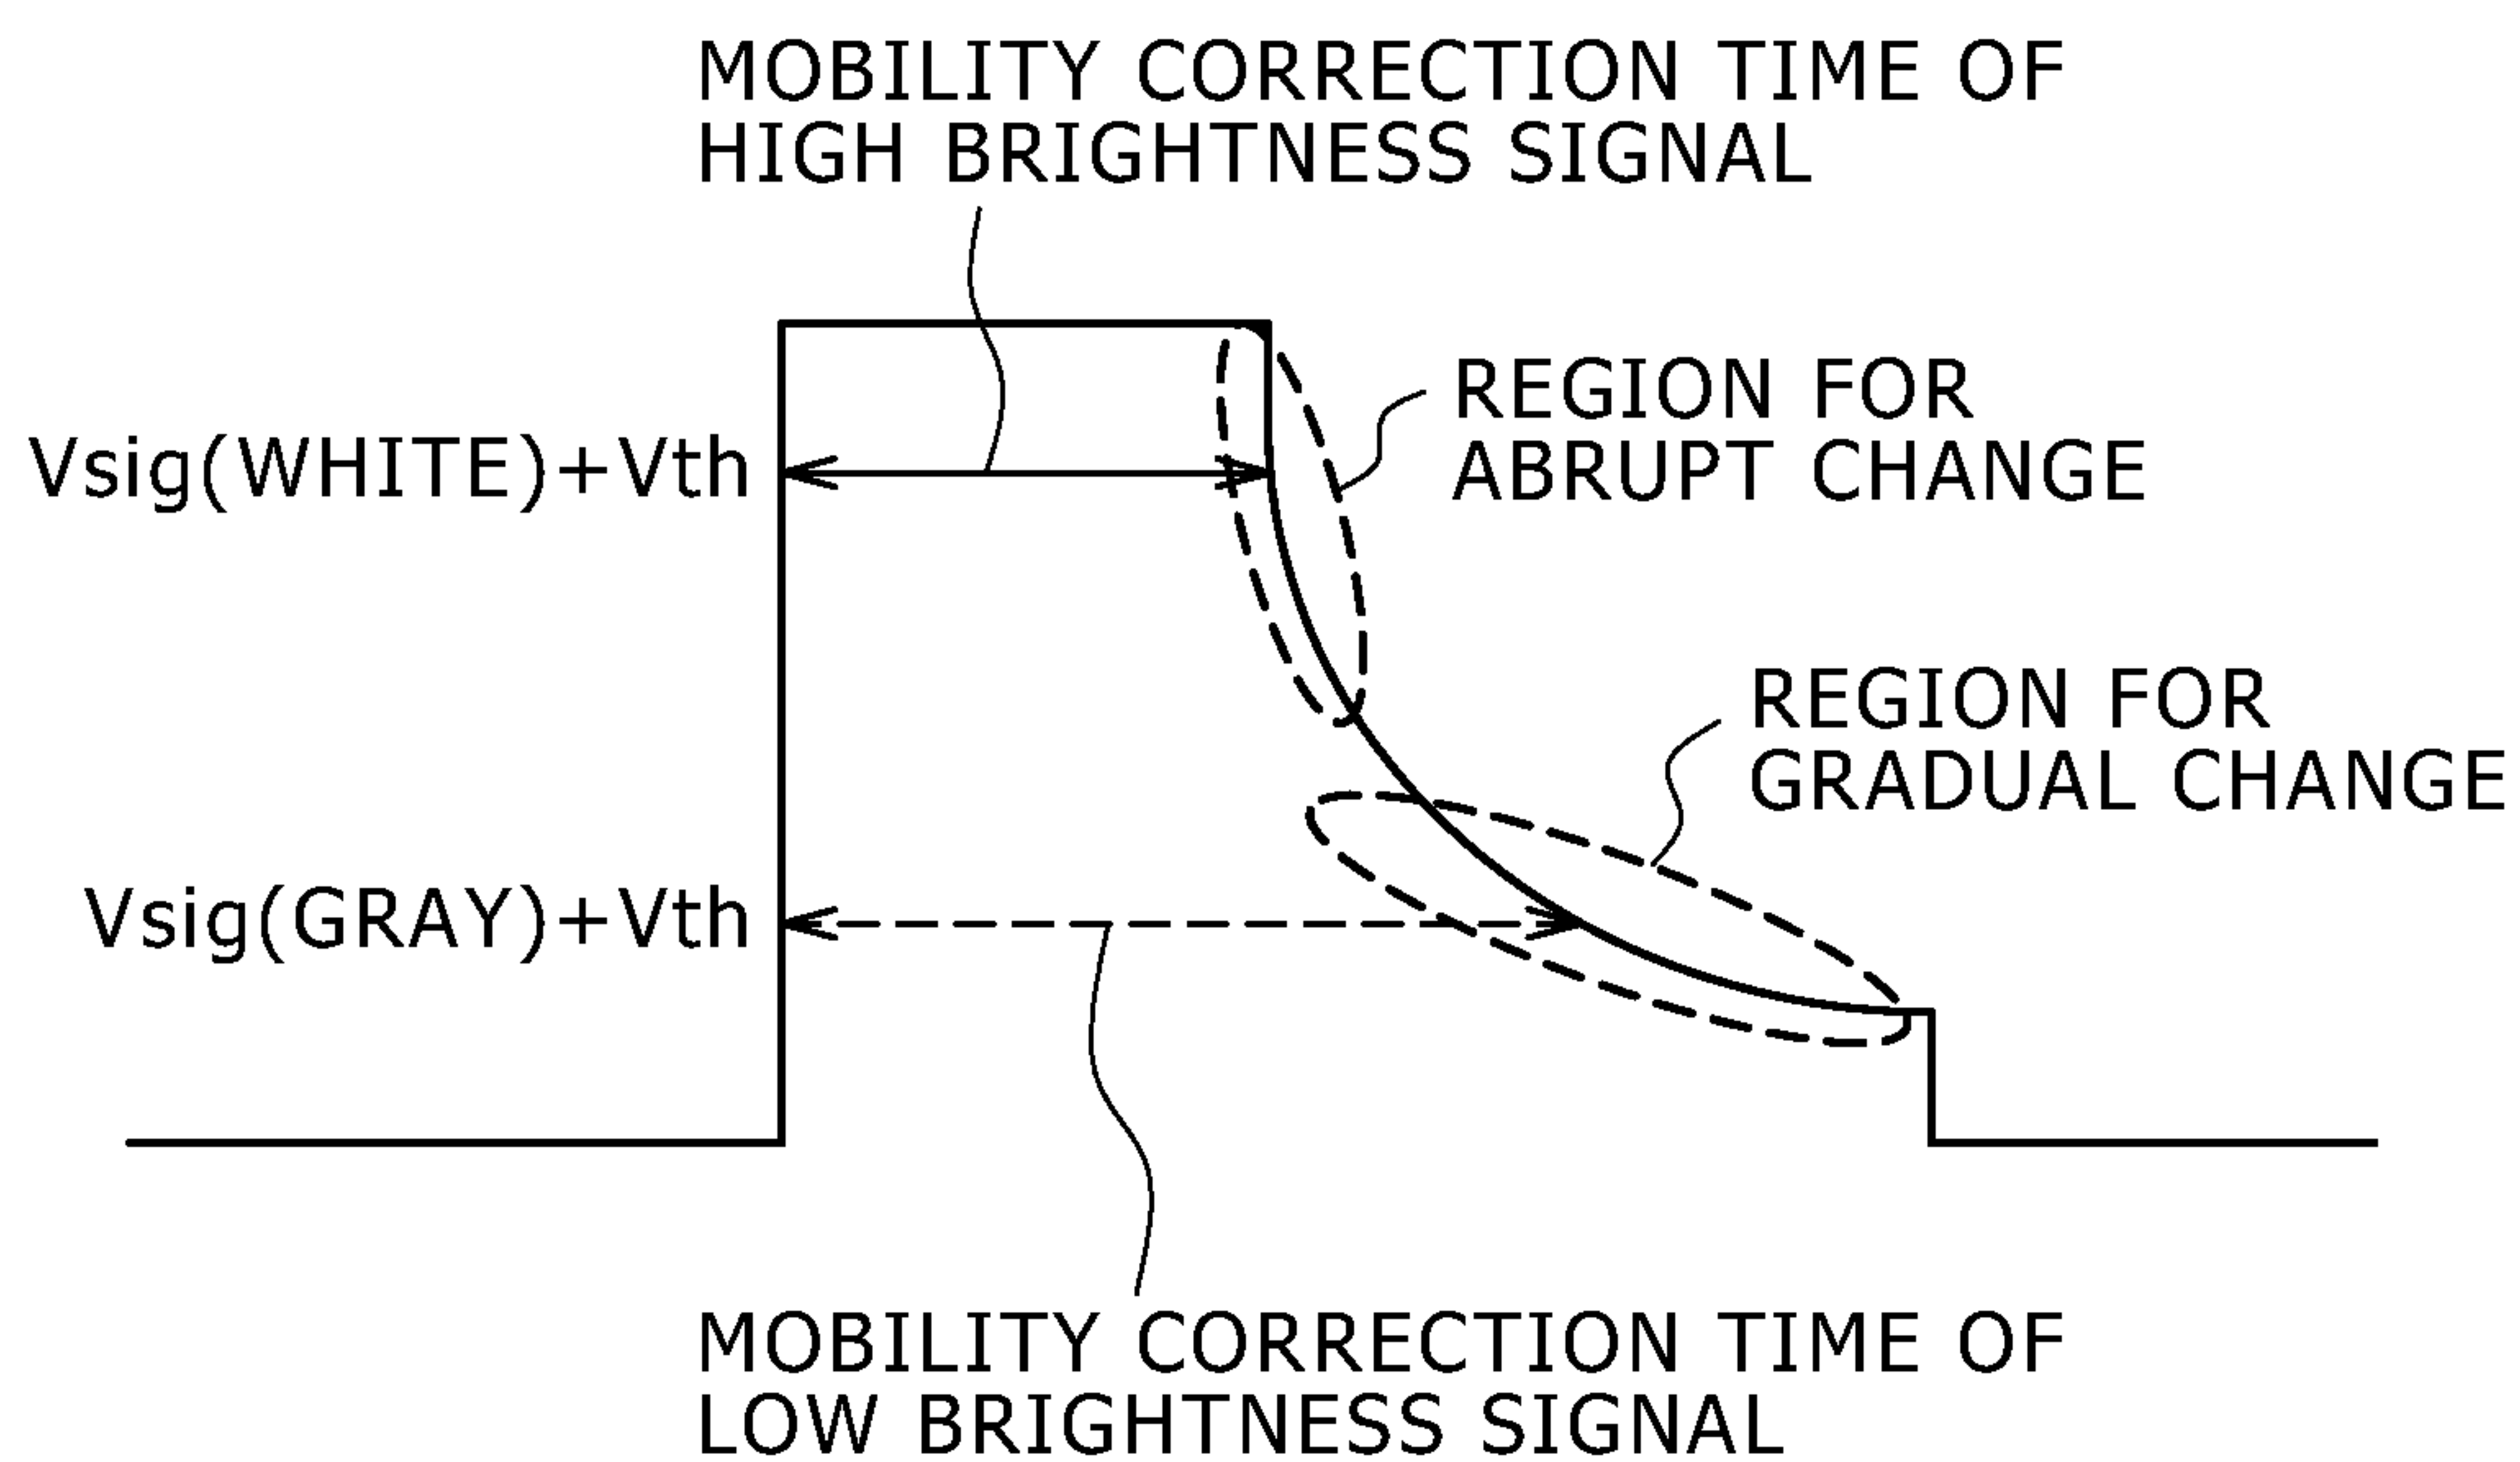 MOBILITY CORRECTION TIME OF
HIGH BRIGHTNESS SIGNAL
REGION FOR
ABRUPT CHANGE
Vsig(WHITE)+Vth
REGION FOR
GRADUAL CHANGE
Vsig(GRAY)+Vth
MOBILITY CORRECTION TIME OF
LOW BRIGHTNESS SIGNAL